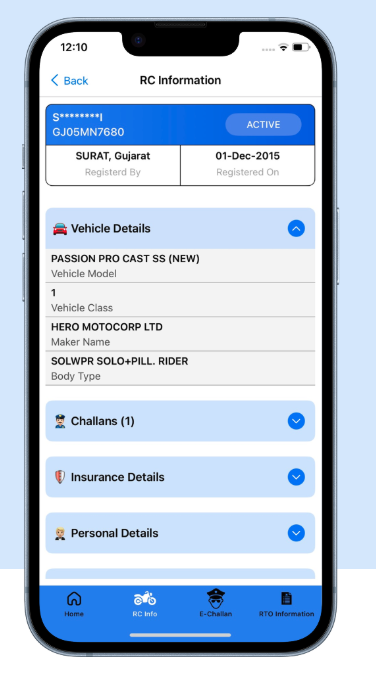 12:10
Back
RC Information
S********l
GJ05MN7680
ACTIVE
SURAT, Gujarat
01-Dec-2015
Registerd By
Registered On
Vehicle Details
PASSION PRO CAST SS (NEW)
Vehicle Model
1
Vehicle Class
HERO MOTOCORP LTD
Maker Name
SOLWPR SOLO+PILL. RIDER
Body Type
Challans (1)
Insurance Details
Personal Details
Home
RC Info
E-Challan
RTO Information